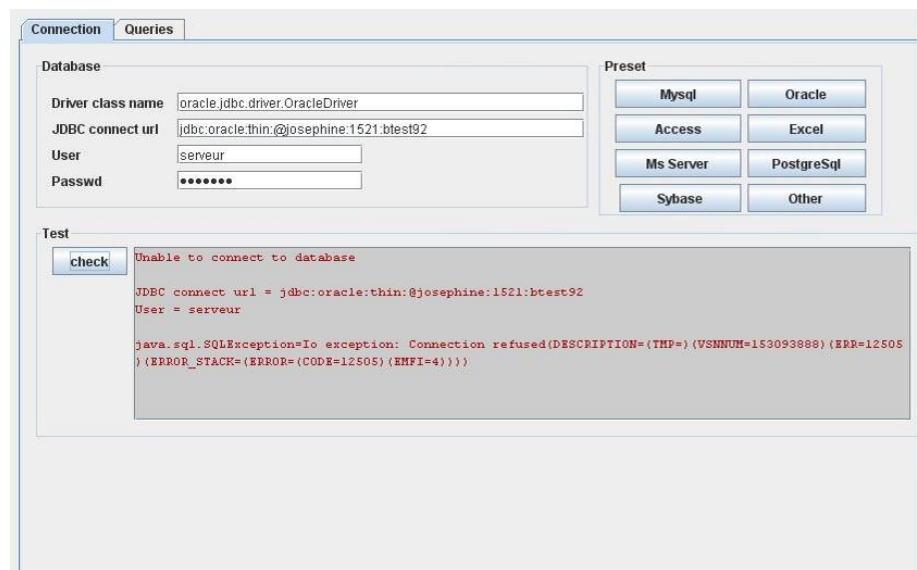 Connection Queries
Database
Driver class name oracle.jdbc.driver.OracleDriver
JDBC connect url jdbc:oracle:thin:@josephine:1521:btest92
User serveur
Passwd •••••••
Preset
Mysql Oracle
Access Excel
Ms Server PostgreSql
Sybase Other
Test
check
Unable to connect to database
JDBC connect url = jdbc:oracle:thin:@josephine:1521:btest92
User = serveur
java.sql.SQLException=Io exception: Connection refused(DESCRIPTION=(TMP=)(VSNNUM=153093888)(ERR=12505
)(ERROR_STACK=(ERROR=(CODE=12505)(EMFI=4))))